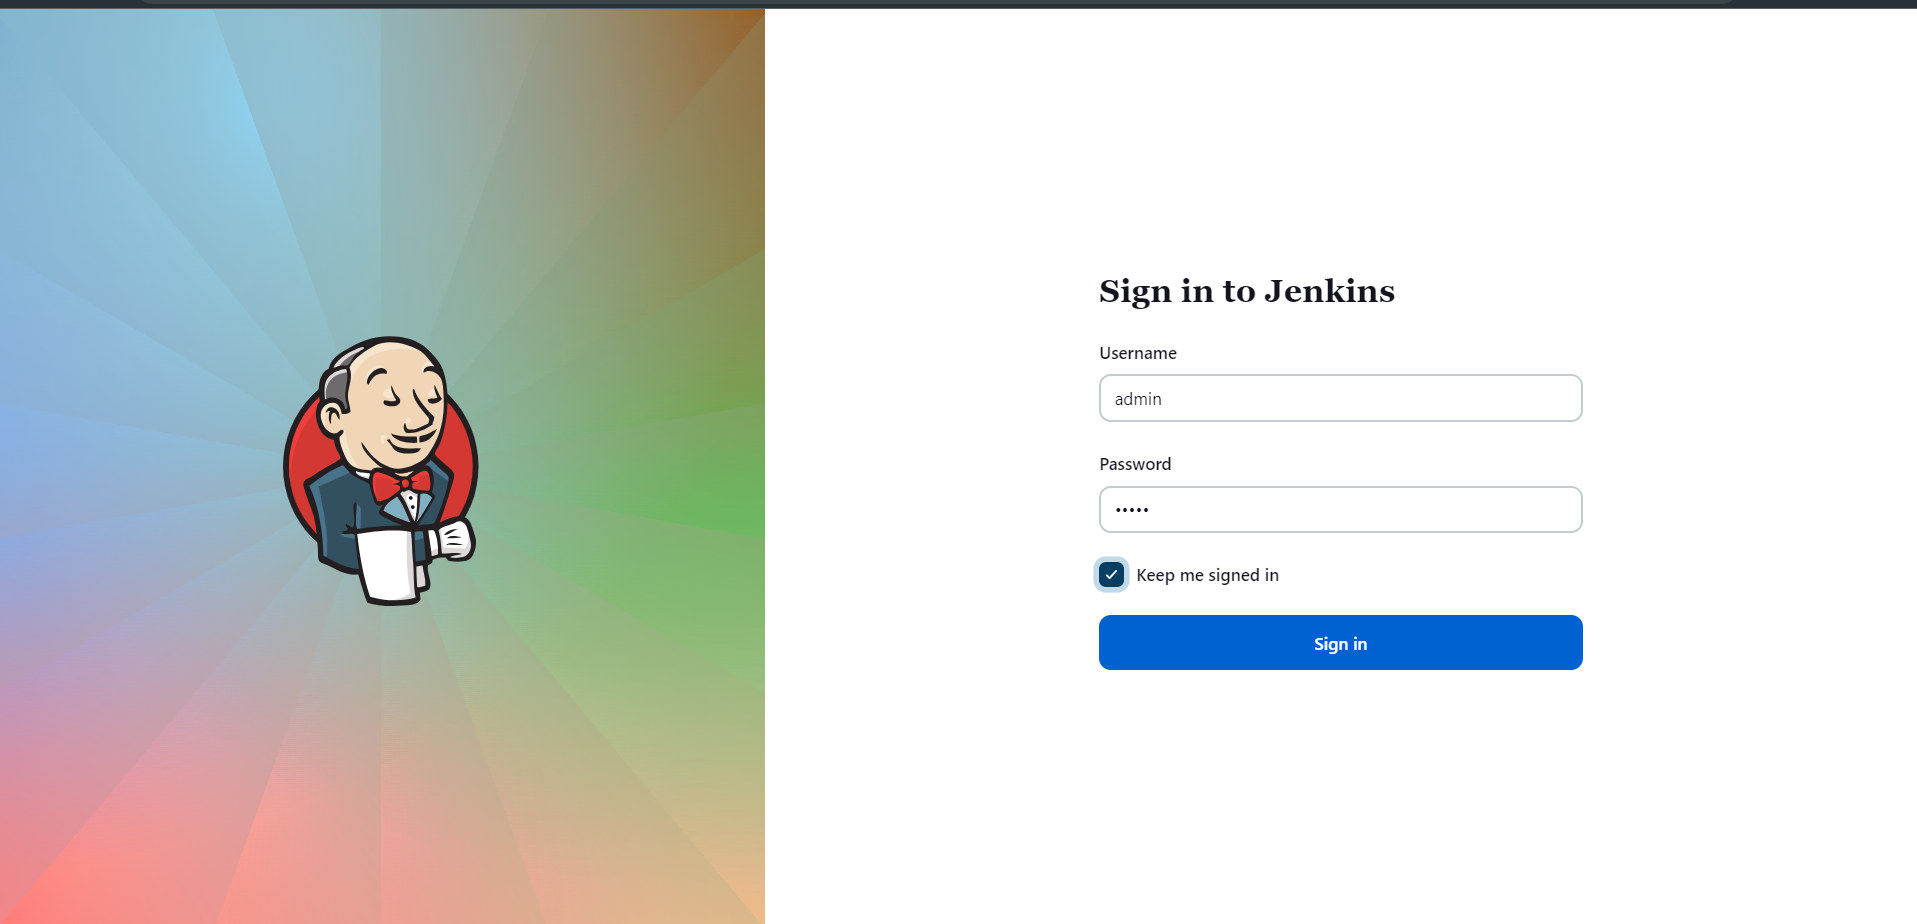 Sign in to Jenkins
Username
admin
Password
•••••
Keep me signed in
Sign in